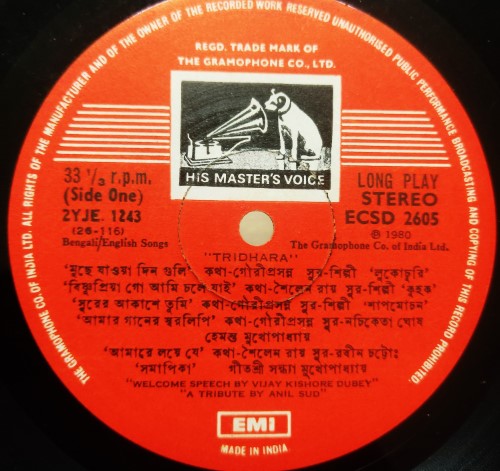 THE GRAMOPHONE CO. OF INDIA LTD. ALL RIGHTS OF THE MANUFACTURER AND OF THE OWNER OF THE RECORDED WORK RESERVED UNAUTHORISED PUBLIC PERFORMANCE BROADCASTING AND COPYING OF THIS RECORD PROHIBITED.
REGD. TRADE MARK OF
THE GRAMOPHONE CO., LTD.
HIS MASTER'S VOICE
33 1/3 r.p.m.
(Side One)
2YJE. 1243
(26-116)
Bengali/English Songs
LONG PLAY
STEREO
ECSD 2605
℗ 1980
The Gramophone Co. of India Ltd.
"TRIDHARA"
'মুছে যাওয়া দিন গুলি' কথা-গৌরীপ্রসন্ন সুর-শিল্পী 'লুকোচুরি'
'বিষ্ণুপ্রিয়া গো আমি চলে যাই' কথা-শৈলেন রায় সুর-শিল্পী 'কুহক'
'সুরের আকাশে তুমি' কথা-গৌরীপ্রসন্ন সুর-শিল্পী 'শাপমোচন'
'আমার গানের স্বরলিপি' কথা-গৌরীপ্রসন্ন সুর-নচিকেতা ঘোষ
হেমন্ত মুখোপাধ্যায়
'আমারে লয়ে যে' কথা-শৈলেন রায় সুর-রবীন চট্টোঃ
'সমাপিকা' গীতশ্রী সন্ধ্যা মুখোপাধ্যায়
"WELCOME SPEECH BY VIJAY KISHORE DUBEY"
"A TRIBUTE BY ANIL SUD"
EMI
MADE IN INDIA.